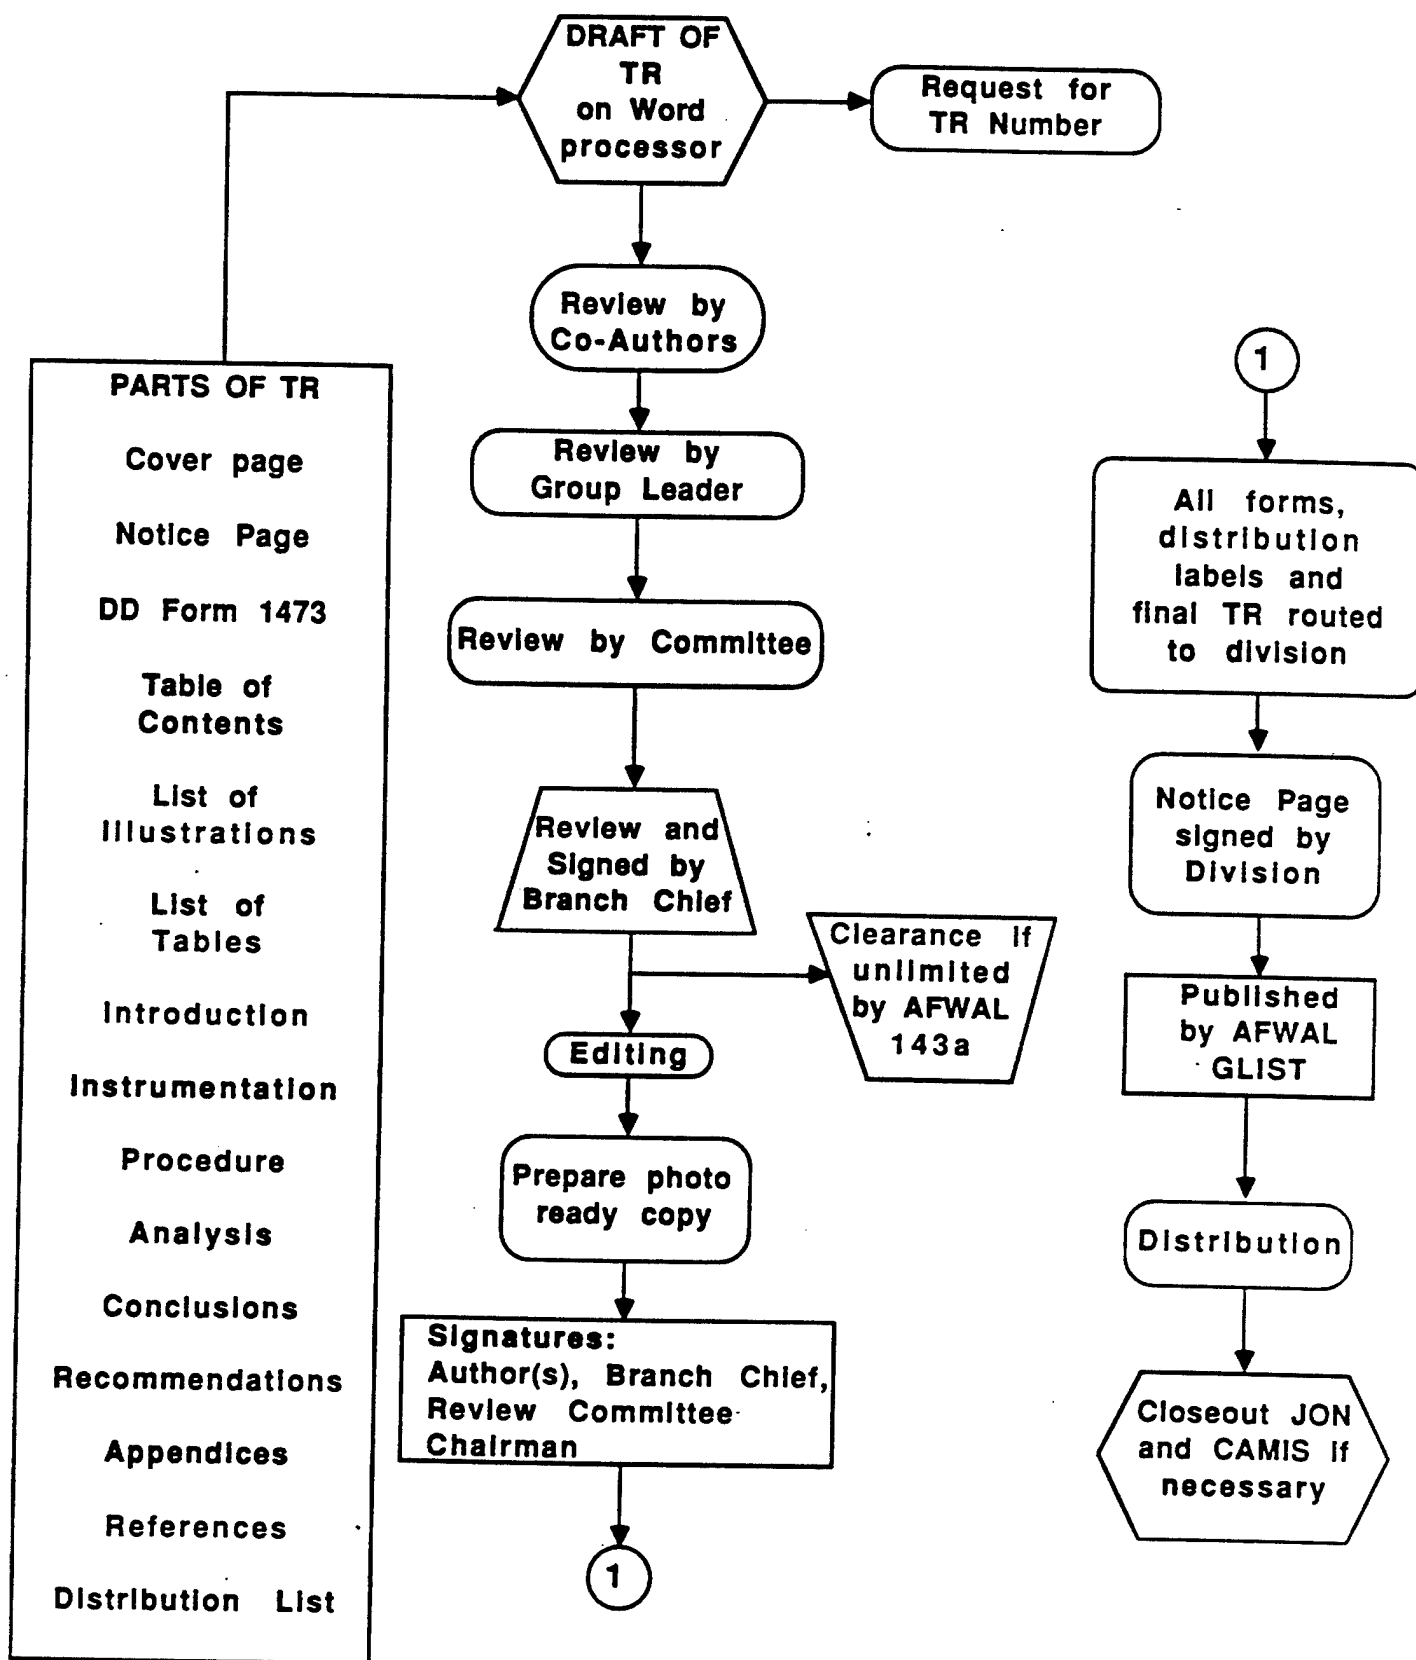 DRAFT OF
TR
on Word
processor
Request for
TR Number
Review by
Co-Authors
Review by
Group Leader
Review by Committee
Review and
Signed by
Branch Chief
Clearance if
unlimited
by AFWAL
143a
Editing
Prepare photo
ready copy
Signatures:
Author(s), Branch Chief,
Review Committee
Chairman
1
PARTS OF TR
Cover page
Notice Page
DD Form 1473
Table of
Contents
List of
Illustrations
List of
Tables
Introduction
Instrumentation
Procedure
Analysis
Conclusions
Recommendations
Appendices
References
Distribution List
1
All forms,
distribution
labels and
final TR routed
to division
Notice Page
signed by
Division
Published
by AFWAL
GLIST
Distribution
Closeout JON
and CAMIS if
necessary